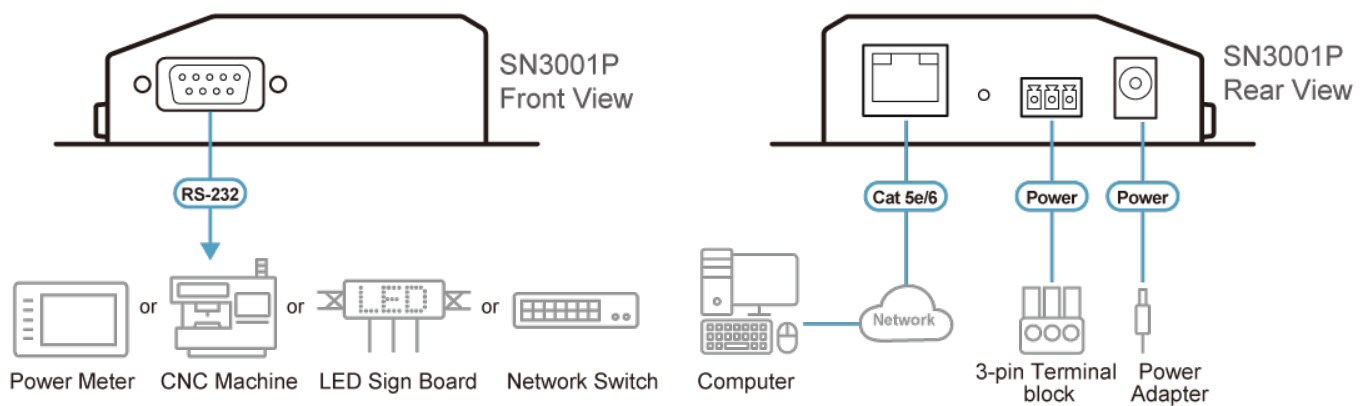 SN3001P
Front View
SN3001P
Rear View
RS-232
Cat 5e/6
Power
Power
or
or
LED
or
Network
Power Meter
CNC Machine
LED Sign Board
Network Switch
Computer
3-pin Terminal
block
Power
Adapter